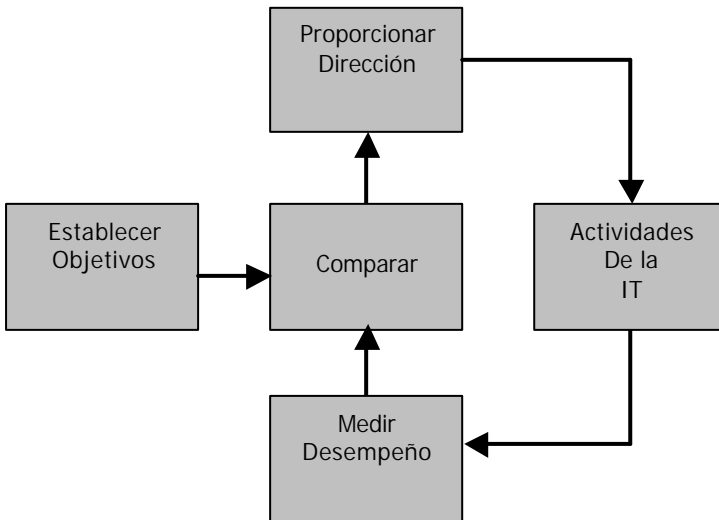 Proporcionar
Dirección
Establecer
Objetivos
Comparar
Actividades
De la
IT
Medir
Desempeño